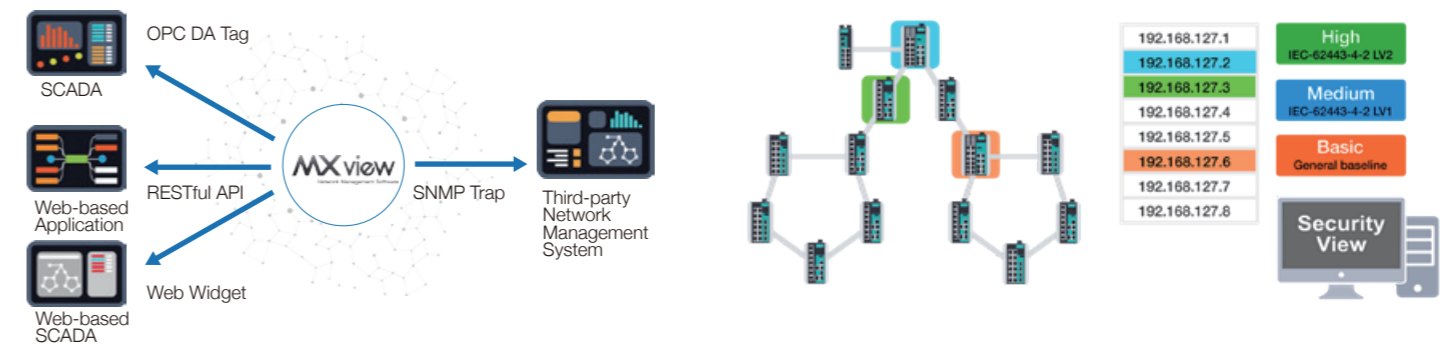 OPC DA Tag
SCADA
RESTful API
Web-based
Application
Web Widget
Web-based
SCADA
MXview
Network Management Software
SNMP Trap
Third-party
Network
Management
System
192.168.127.1
192.168.127.2
192.168.127.3
192.168.127.4
192.168.127.5
192.168.127.6
192.168.127.7
192.168.127.8
High
IEC-62443-4-2 LV2
Medium
IEC-62443-4-2 LV1
Basic
General baseline
Security
View